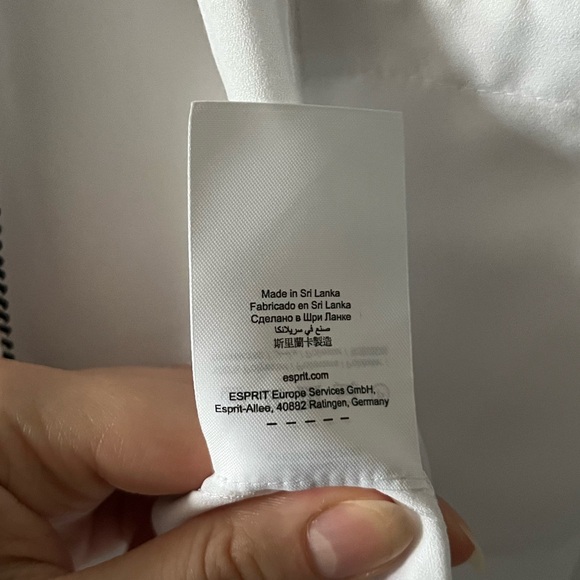 Made in Sri Lanka
Fabricado en Sri Lanka
Сделано в Шри Ланке
صنع في سريلانكا
斯里蘭卡製造
esprit.com
ESPRIT Europe Services GmbH,
Esprit-Allee, 40882 Ratingen, Germany